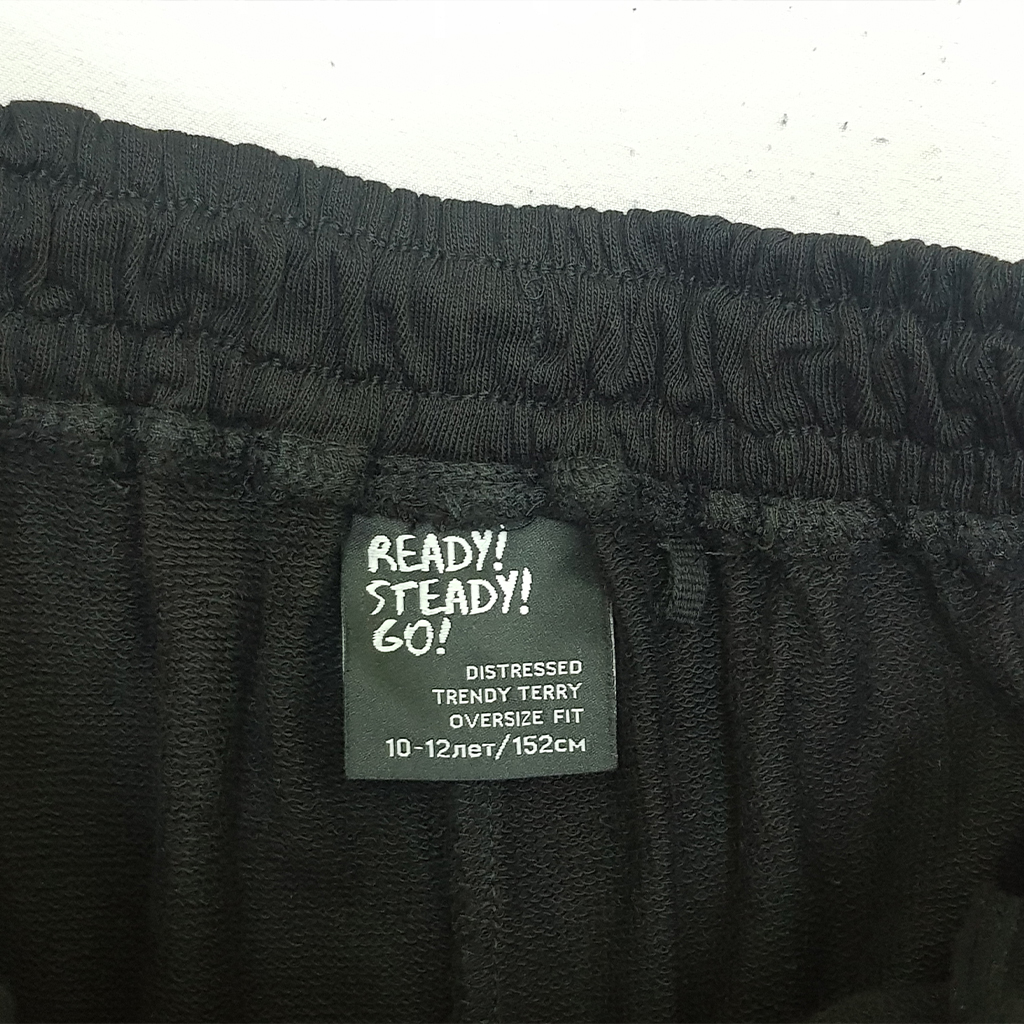 READY!
STEADY!
GO!
DISTRESSED
TRENDY TERRY
OVERSIZE FIT
10-12лет/152см